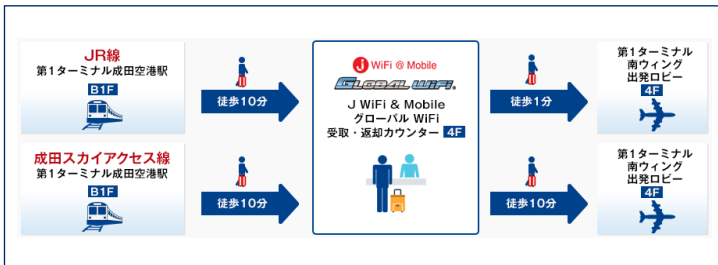 JR線
第1ターミナル成田空港駅
B1F
徒歩10分
成田スカイアクセス線
第1ターミナル成田空港駅
B1F
徒歩10分
J WiFi @ Mobile
GLOBAL WiFi
J WiFi & Mobile
グローバル WiFi
受取・返却カウンター 4F
徒歩1分
第1ターミナル
南ウィング
出発ロビー
4F
徒歩10分
第1ターミナル
南ウィング
出発ロビー
4F